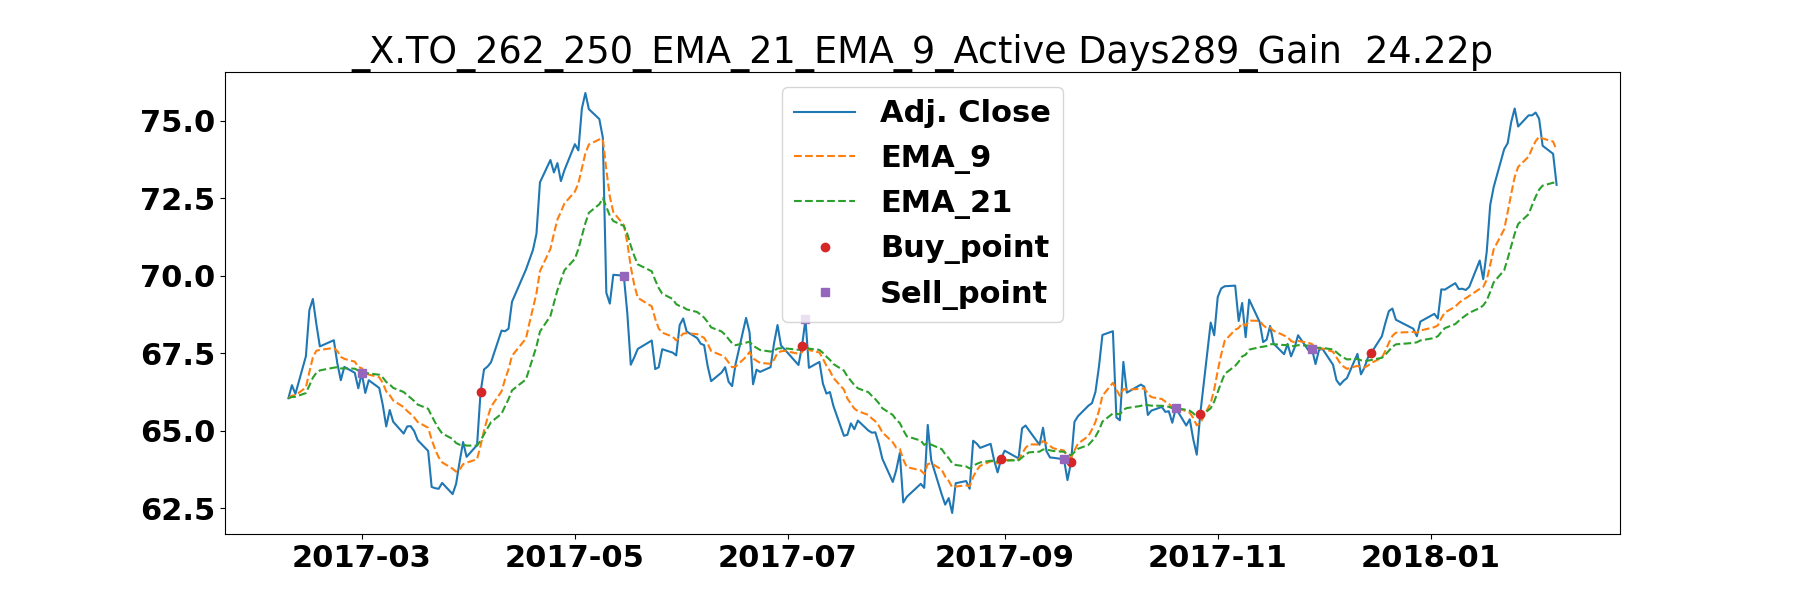 _X.TO_262_250_EMA_21_EMA_9_Active Days289_Gain  24.22p
Adj. Close
EMA_9
EMA_21
Buy_point
Sell_point
75.0
72.5
70.0
67.5
65.0
62.5
2017-03 2017-05 2017-07 2017-09 2017-11 2018-01